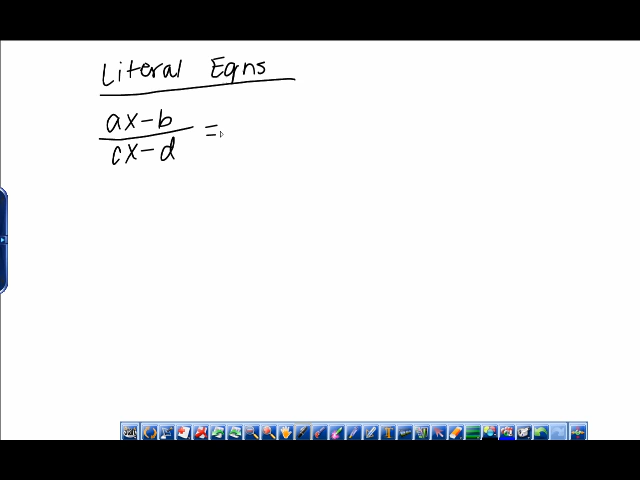 Literal Eqns
ax-b
cx-d
=